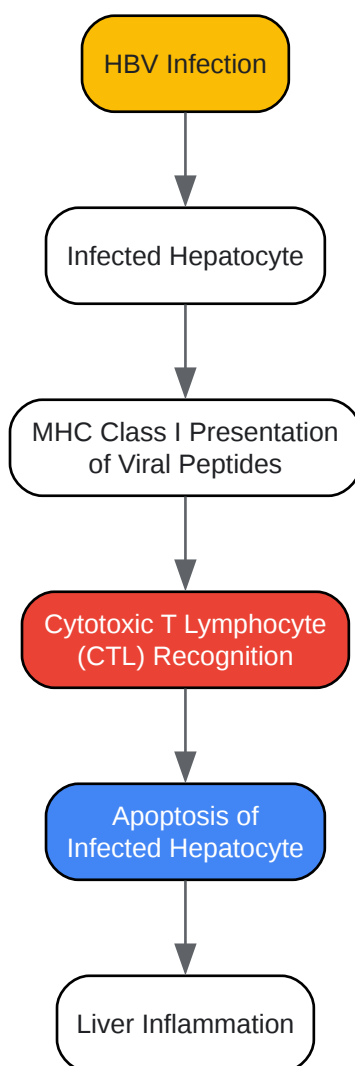 HBV Infection
Infected Hepatocyte
MHC Class I Presentation
of Viral Peptides
Cytotoxic T Lymphocyte
(CTL) Recognition
Apoptosis of
Infected Hepatocyte
Liver Inflammation